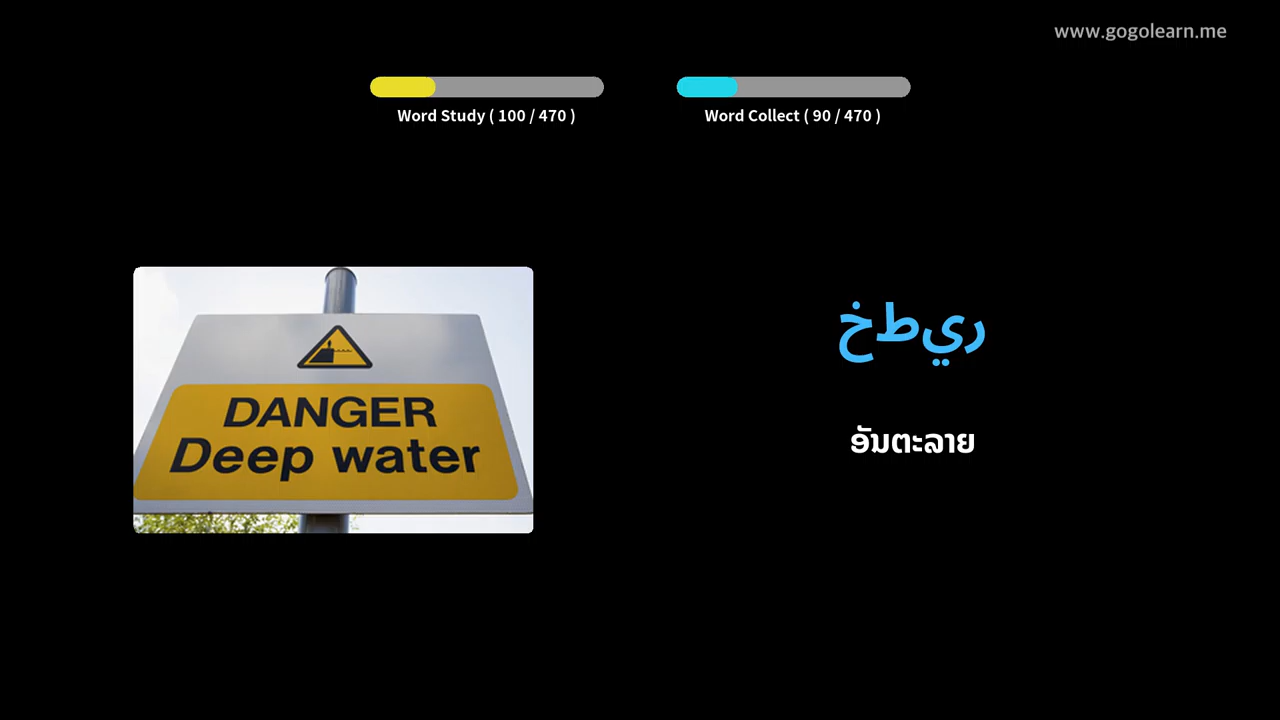 www.gogolearn.me
Word Study ( 100 / 470 )
Word Collect ( 90 / 470 )
DANGER
Deep water
خطير
ອັນຕະລາຍ